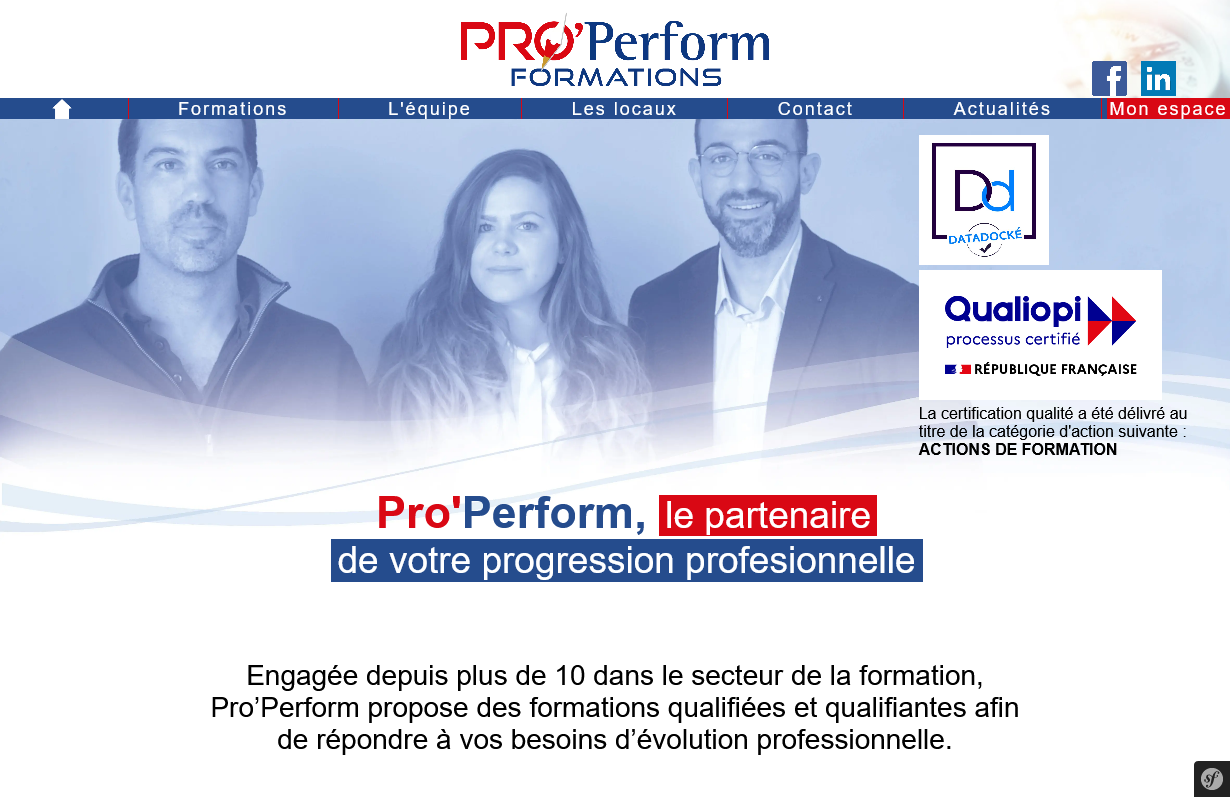 PRO'Perform
FORMATIONS
f in
Formations L'équipe Les locaux Contact Actualités Mon espace
Dd
DATADOCKÉ
Qualiopi
processus certifié
RÉPUBLIQUE FRANÇAISE
La certification qualité a été délivré au
titre de la catégorie d'action suivante :
ACTIONS DE FORMATION
Pro'Perform, le partenaire
de votre progression profesionnelle
Engagée depuis plus de 10 dans le secteur de la formation,
Pro’Perform propose des formations qualifiées et qualifiantes afin
de répondre à vos besoins d’évolution professionnelle.
sf